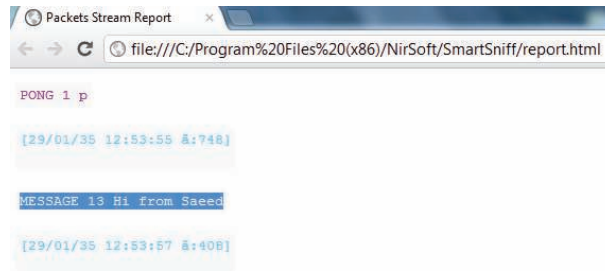 Packets Stream Report
file:///C:/Program%20Files%20(x86)/NirSoft/SmartSniff/report.html
PONG 1 p
[29/01/35 12:53:55 å:748]
MESSAGE 13 Hi from Saeed
[29/01/35 12:53:57 å:408]